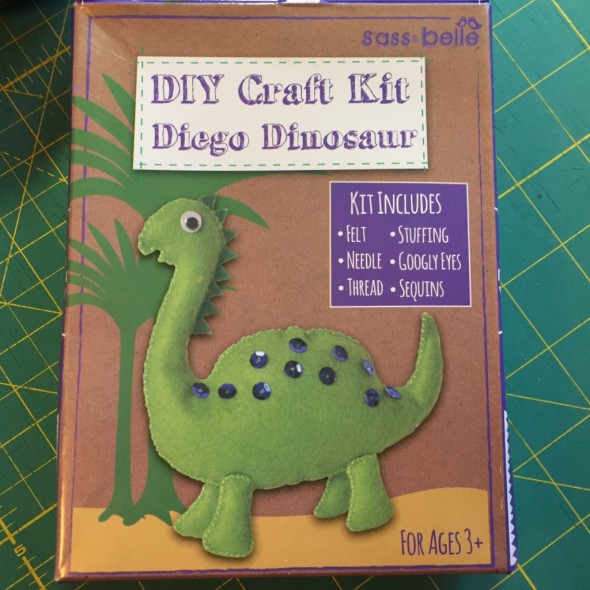 sass & belle
DIY Craft Kit
Diego Dinosaur
KIT INCLUDES
• FELT
• STUFFING
• NEEDLE
• GOOGLY EYES
• THREAD
• SEQUINS
FOR AGES 3+